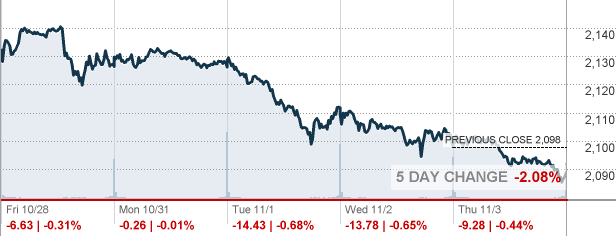 2,140
2,130
2,120
2,110
PREVIOUS CLOSE 2,098
2,100
5 DAY CHANGE -2.08%
2,090
Fri 10/28 Mon 10/31 Tue 11/1 Wed 11/2 Thu 11/3
-6.63 | -0.31% -0.26 | -0.01% -14.43 | -0.68% -13.78 | -0.65% -9.28 | -0.44%